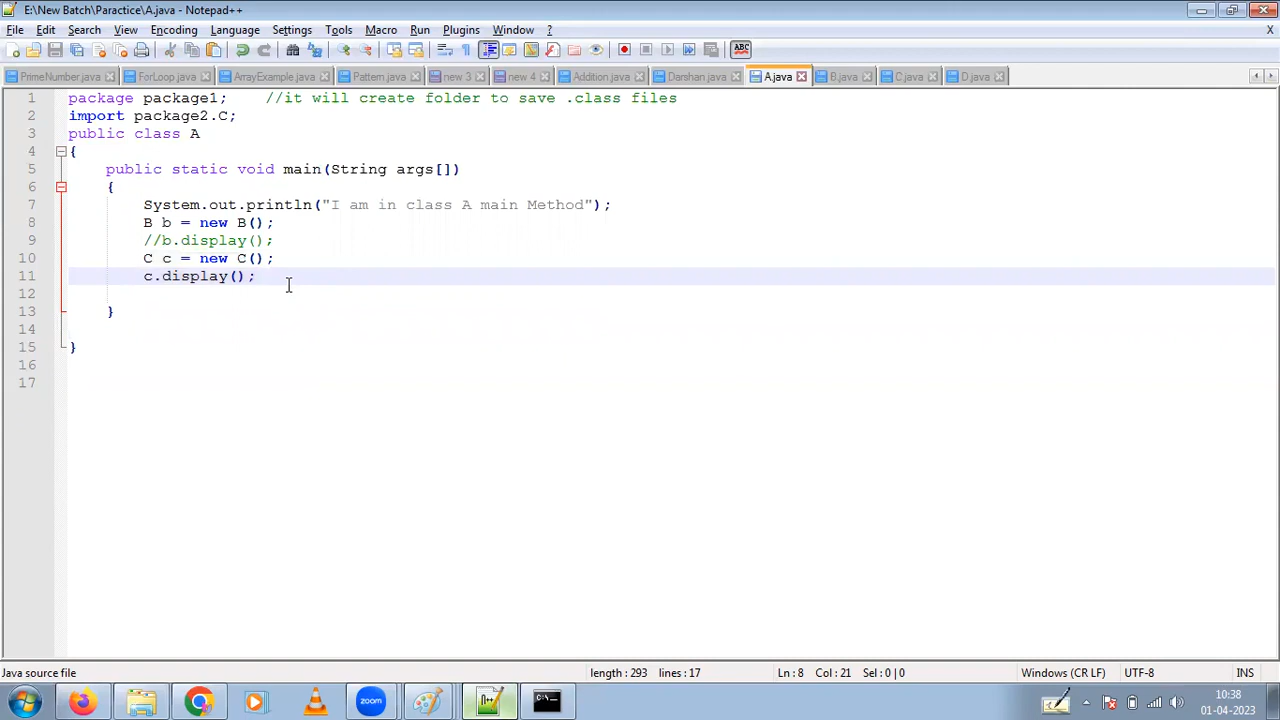 E:\New Batch\Paractice\A.java - Notepad++
File Edit Search View Encoding Language Settings Tools Macro Run Plugins Window ? X
PrimeNumber.java ForLoop.java ArrayExample.java Pattern.java new 3 new 4 Addition.java Darshan.java A.java B.java C.java D.java
1 package package1; //it will create folder to save .class files
2 import package2.C;
3 public class A
4 {
5 public static void main(String args[])
6 {
7 System.out.println("I am in class A main Method");
8 B b = new B();
9 //b.display();
10 C c = new C();
11 c.display();
12
13 }
14
15 }
16
17
Java source file length : 293 lines : 17 Ln : 8 Col : 21 Sel : 0 | 0 Windows (CR LF) UTF-8 INS
zoom
10:38
01-04-2023